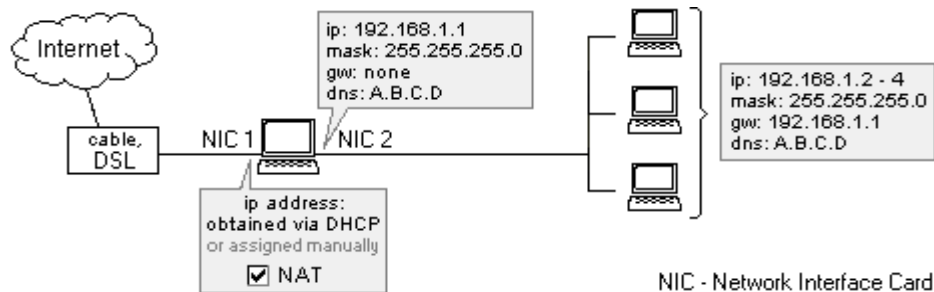 Internet
cable,
DSL
NIC 1
NIC 2
ip: 192.168.1.1
mask: 255.255.255.0
gw: none
dns: A.B.C.D
ip address:
obtained via DHCP
or assigned manually
NAT
ip: 192.168.1.2 - 4
mask: 255.255.255.0
gw: 192.168.1.1
dns: A.B.C.D
NIC - Network Interface Card